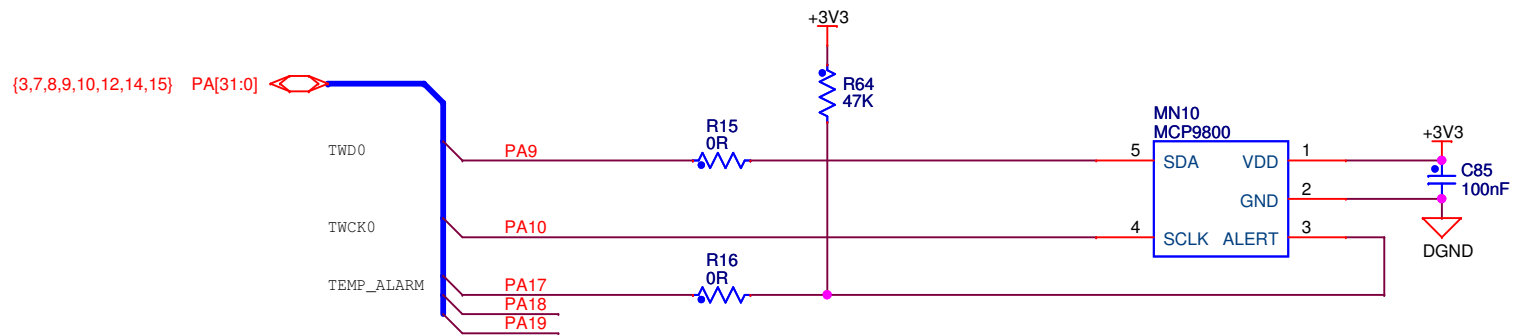 +3V3
{3,7,8,9,10,12,14,15} PA[31:0]
R64
47K
MN10
MCP9800
+3V3
R15
0R
TWD0
PA9
5
SDA
VDD
1
C85
100nF
GND
2
TWCK0
PA10
4
SCLK
ALERT
3
DGND
R16
0R
TEMP_ALARM
PA17
PA18
PA19